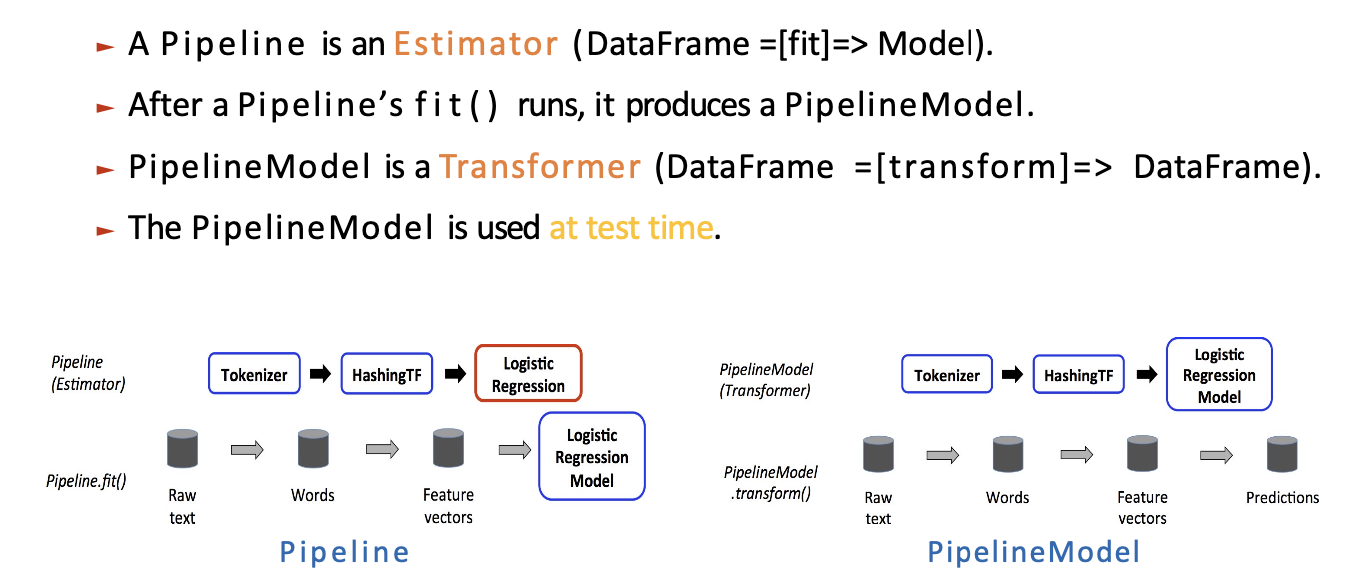 ► A Pipeline is an Estimator (DataFrame =[fit]=> Model).
► After a Pipeline’s fit() runs, it produces a PipelineModel.
► PipelineModel is a Transformer (DataFrame =[transform]=> DataFrame).
► The PipelineModel is used at test time.
Pipeline
(Estimator)
Tokenizer
HashingTF
Logistic
Regression
Pipeline.fit()
Raw
text
Words
Feature
vectors
Logistic
Regression
Model
Pipeline
PipelineModel
(Transformer)
Tokenizer
HashingTF
Logistic
Regression
Model
PipelineModel
.transform()
Raw
text
Words
Feature
vectors
Predictions
PipelineModel